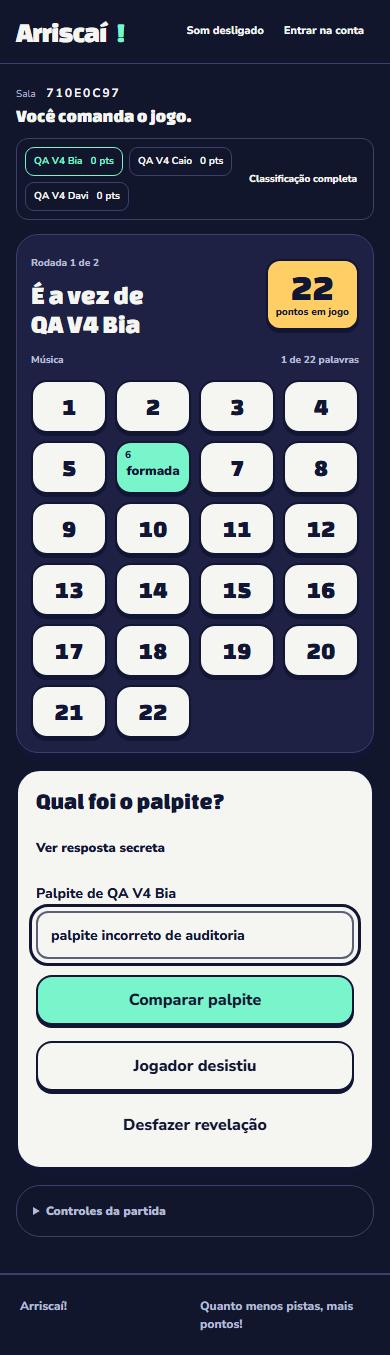 Arriscaí !
Som desligado
Entrar na conta
Sala 710E0C97
Você comanda o jogo.
QA V4 Bia 0 pts
QA V4 Caio 0 pts
QA V4 Davi 0 pts
Classificação completa
Rodada 1 de 2
É a vez de
QA V4 Bia
22
pontos em jogo
Música
1 de 22 palavras
1
2
3
4
5
6
formada
7
8
9
10
11
12
13
14
15
16
17
18
19
20
21
22
Qual foi o palpite?
Ver resposta secreta
Palpite de QA V4 Bia
palpite incorreto de auditoria
Comparar palpite
Jogador desistiu
Desfazer revelação
Controles da partida
Arriscaí!
Quanto menos pistas, mais
pontos!